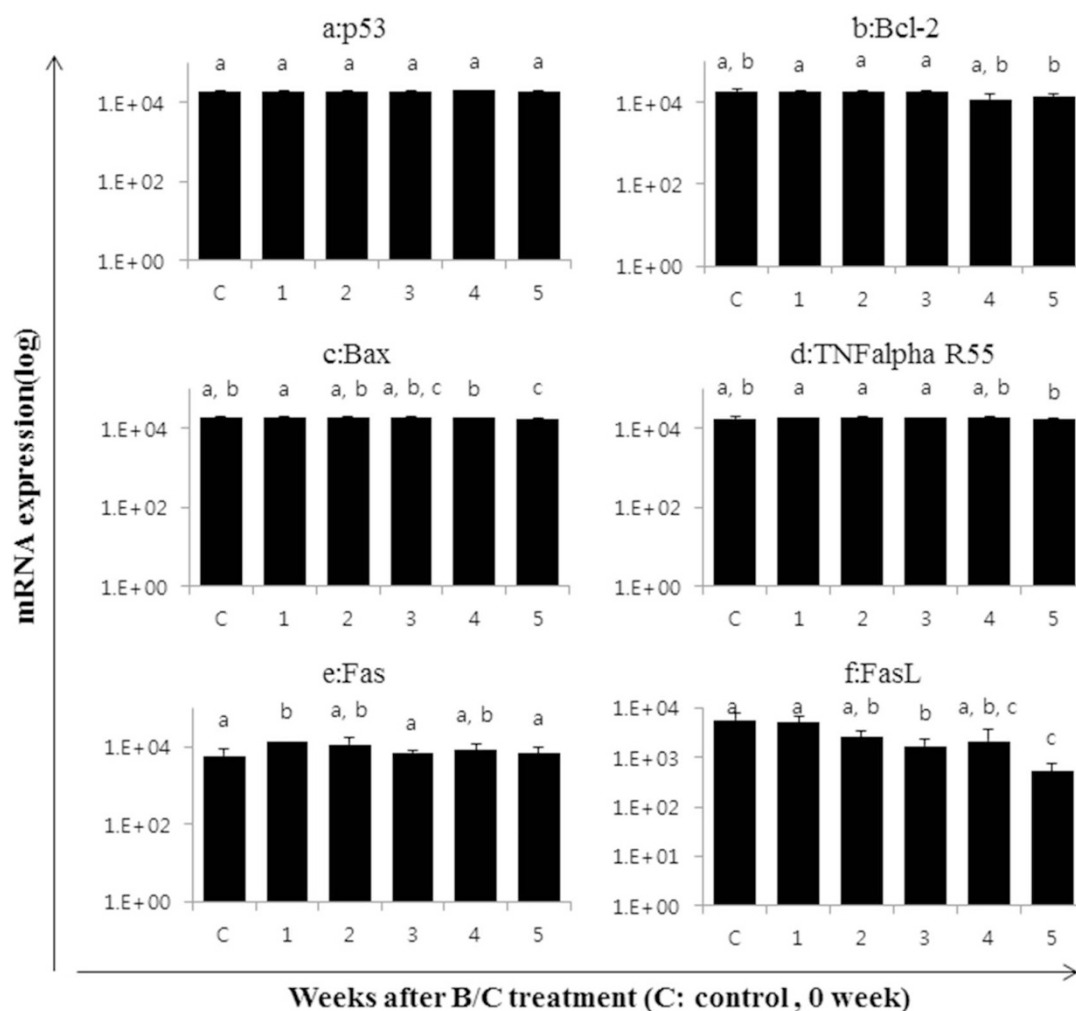 a:p53
a a a a a a
1.E+04
1.E+02
1.E+00
C 1 2 3 4 5
b:Bcl-2
a, b a a a a, b b
1.E+04
1.E+02
1.E+00
C 1 2 3 4 5
c:Bax
a, b a a, b a, b, c b c
1.E+04
1.E+02
1.E+00
C 1 2 3 4 5
d:TNFalpha R55
a, b a a a a, b b
1.E+04
1.E+02
1.E+00
C 1 2 3 4 5
e:Fas
a b a, b a a, b a
1.E+04
1.E+02
1.E+00
C 1 2 3 4 5
f:FasL
a a a, b b a, b, c c
1.E+04
1.E+03
1.E+02
1.E+01
1.E+00
C 1 2 3 4 5
mRNA expression(log)
Weeks after B/C treatment (C: control , 0 week)